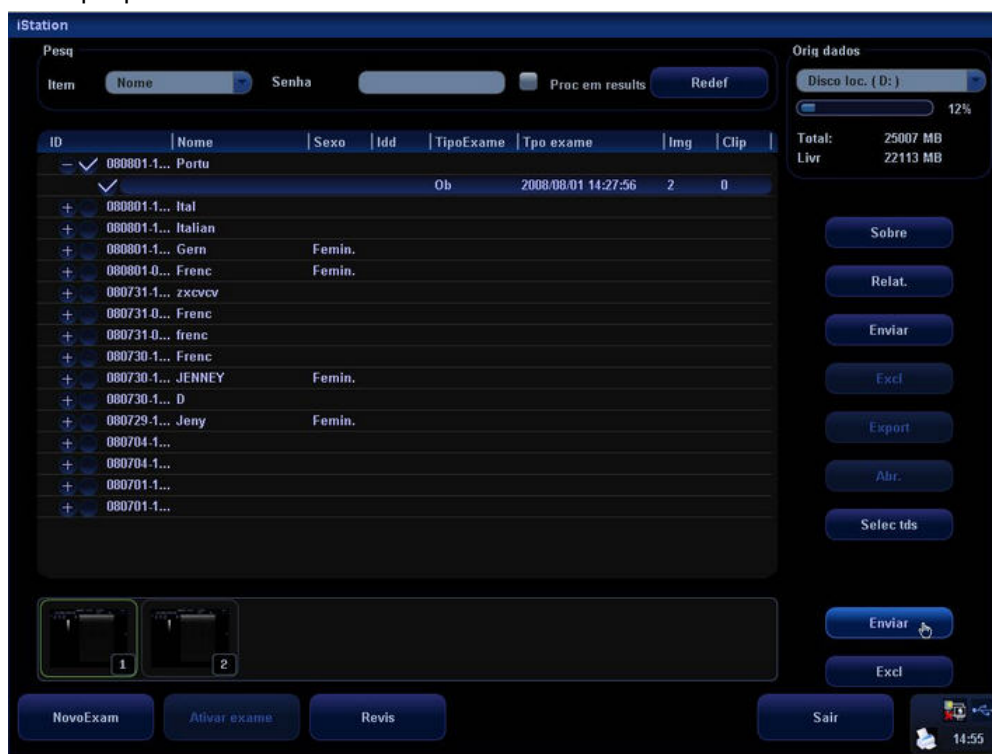 iStation
Pesq
Item Nome Senha Proc em results Redef
Orig dados
Disco loc. ( D: )
12%
Total: 25007 MB
Livr 22113 MB
ID Nome Sexo Idd TipoExame Tpo exame Img Clip
080801-1... Portu
Ob 2008/08/01 14:27:56 2 0
080801-1... Ital
080801-1... Italian
080801-1... Gern Femin.
080801-0... Frenc Femin.
080731-1... zxcvcv
080731-0... Frenc
080731-0... frenc
080730-1... Frenc
080730-1... JENNEY Femin.
080730-1... D
080729-1... Jeny Femin.
080704-1...
080704-1...
080701-1...
080701-1...
Sobre
Relat.
Enviar
Excl
Export
Abr.
Selec tds
1 2
Enviar
Excl
NovoExam Ativar exame Revis Sair
14:55